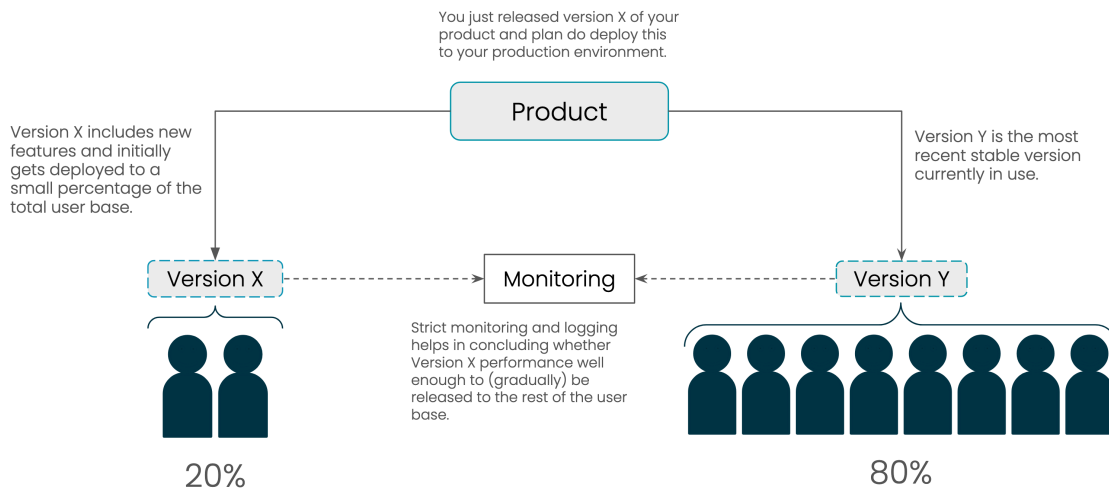 You just released version X of your
product and plan do deploy this
to your production environment.
Product
Version X includes new
features and initially
gets deployed to a
small percentage of the
total user base.
Version Y is the most
recent stable version
currently in use.
Version X
Monitoring
Version Y
Strict monitoring and logging
helps in concluding whether
Version X performance well
enough to (gradually) be
released to the rest of the user
base.
20%
80%